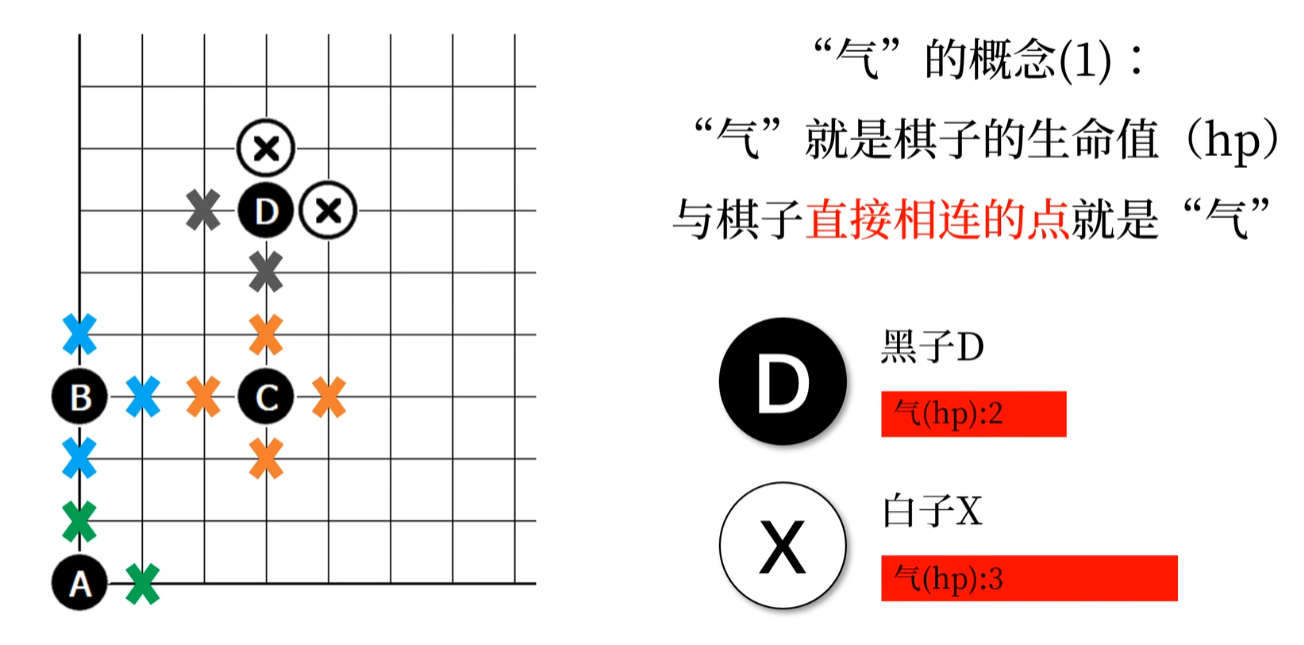 “气”的概念(1)：
“气”就是棋子的生命值（hp）
与棋子直接相连的点就是“气”
D
黑子D
气(hp):2
X
白子X
气(hp):3
×
D ×
B C
A